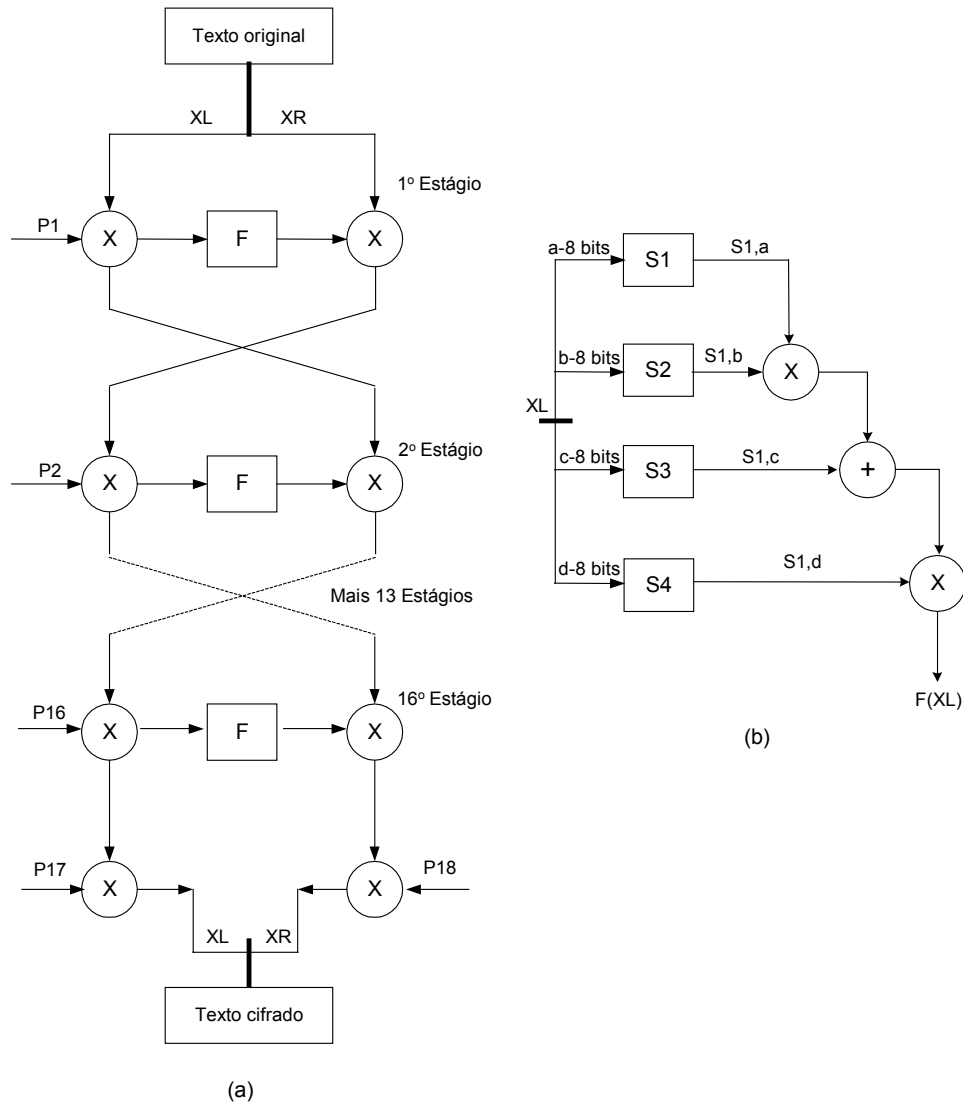 Texto original
XL
XR
1º Estágio
P1
X
F
X
2º Estágio
P2
X
F
X
Mais 13 Estágios
16º Estágio
P16
X
F
X
P17
X
X
P18
XL
XR
Texto cifrado
(a)
a-8 bits
S1
S1,a
b-8 bits
S2
S1,b
X
XL
c-8 bits
S3
S1,c
+
d-8 bits
S4
S1,d
X
F(XL)
(b)